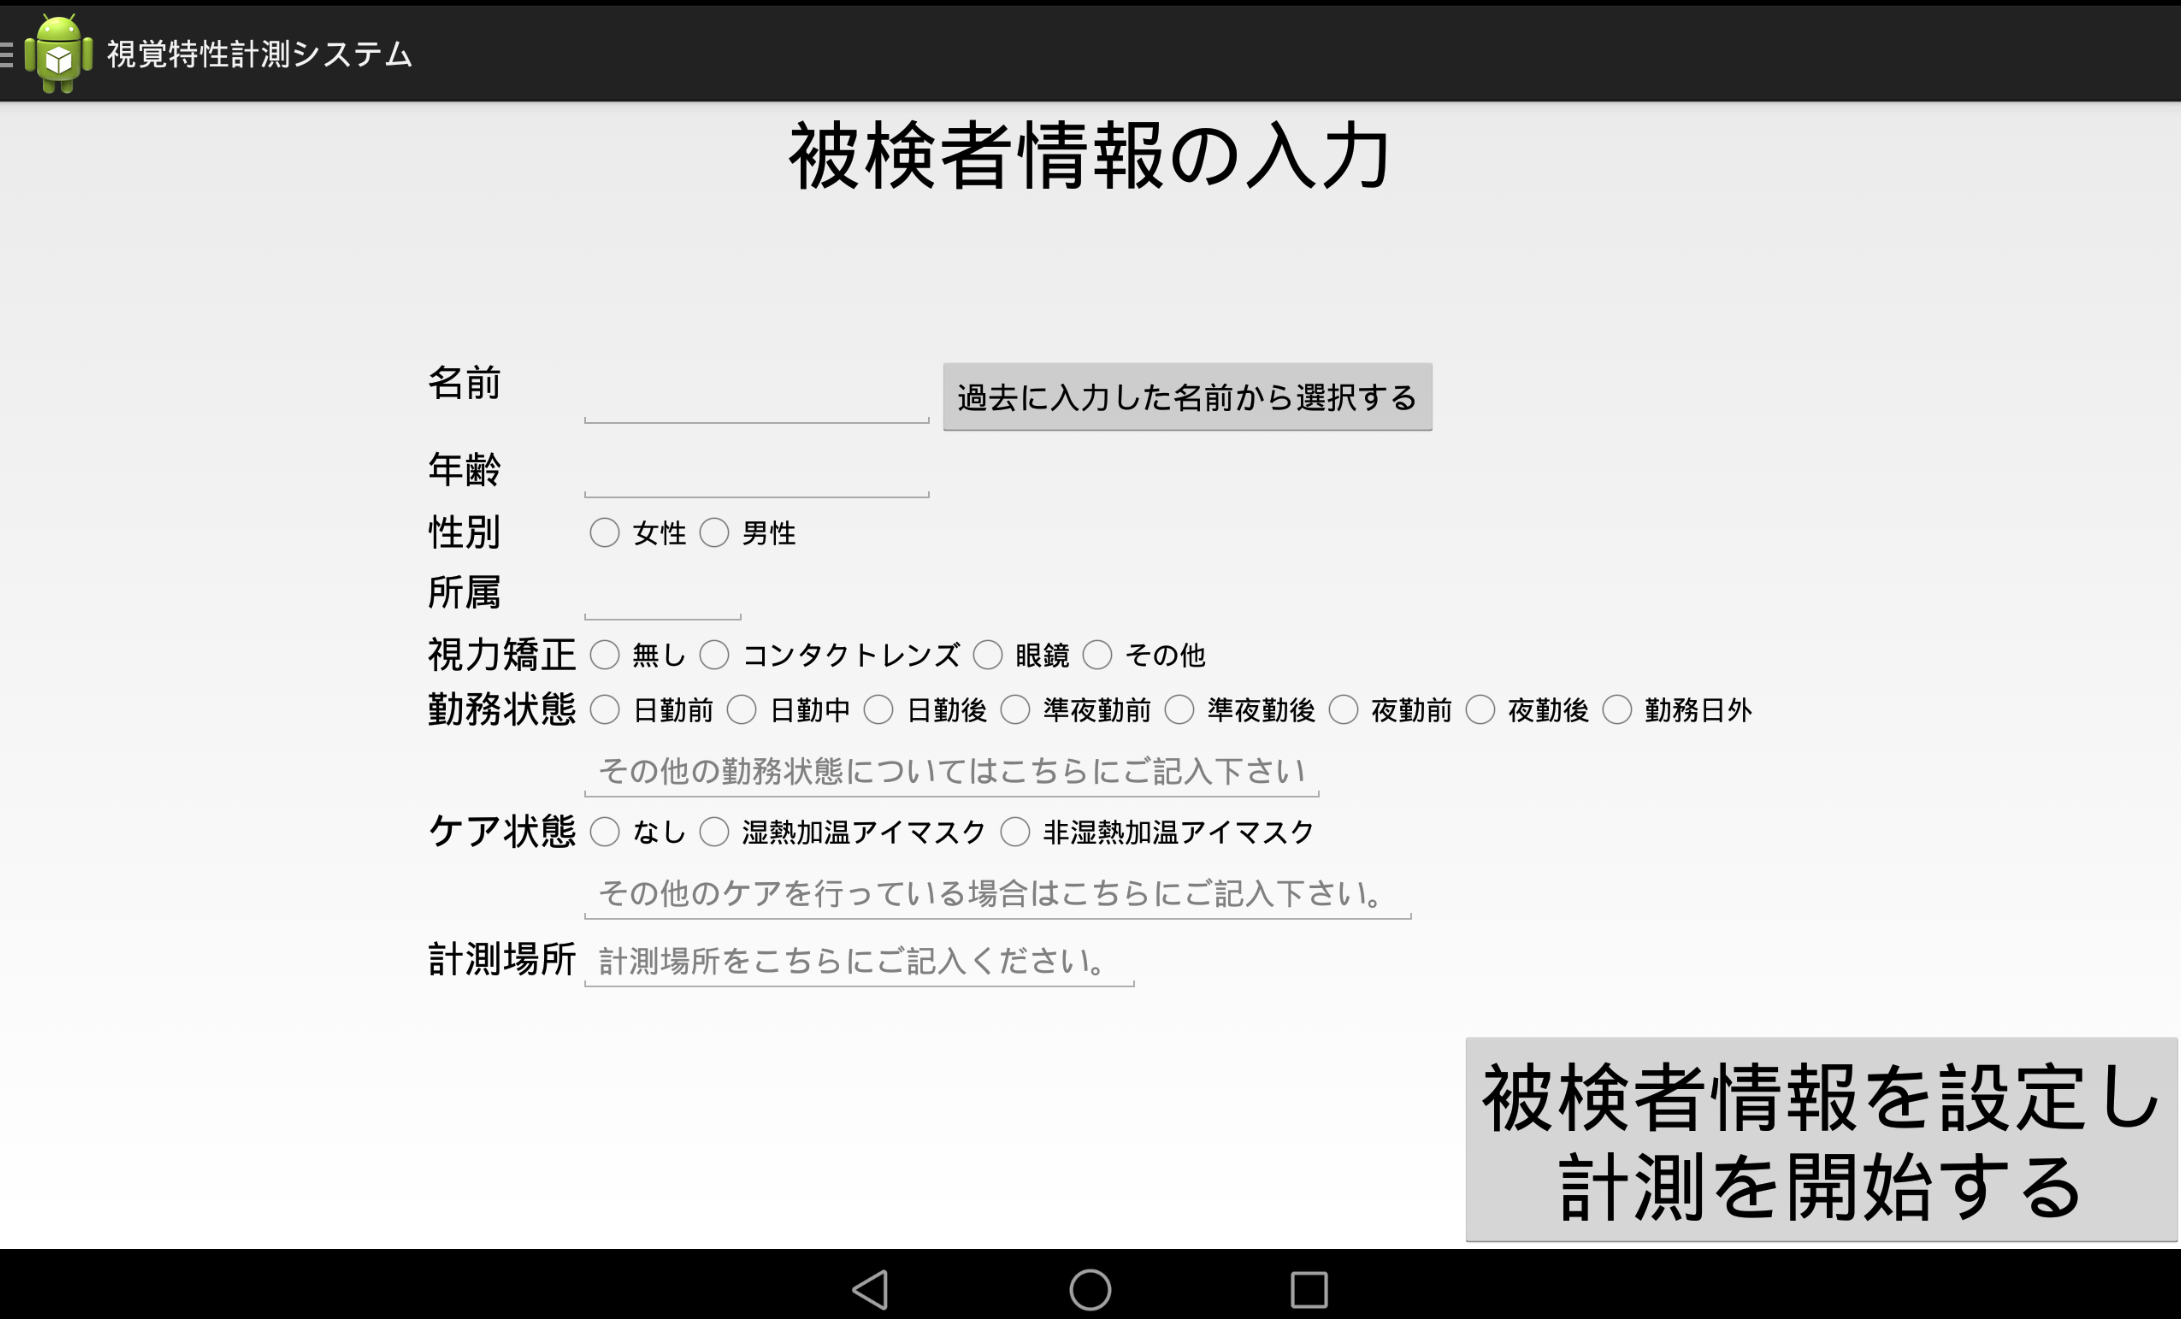 視覚特性計測システム
被検者情報の入力
名前 過去に入力した名前から選択する
年齢
性別 女性 男性
所属
視力矯正 無し コンタクトレンズ 眼鏡 その他
勤務状態 日勤前 日勤中 日勤後 準夜勤前 準夜勤後 夜勤前 夜勤後 勤務日外
その他の勤務状態についてはこちらにご記入下さい
ケア状態 なし 湿熱加温アイマスク 非湿熱加温アイマスク
その他のケアを行っている場合はこちらにご記入下さい。
計測場所 計測場所をこちらにご記入ください。
被検者情報を設定し
計測を開始する